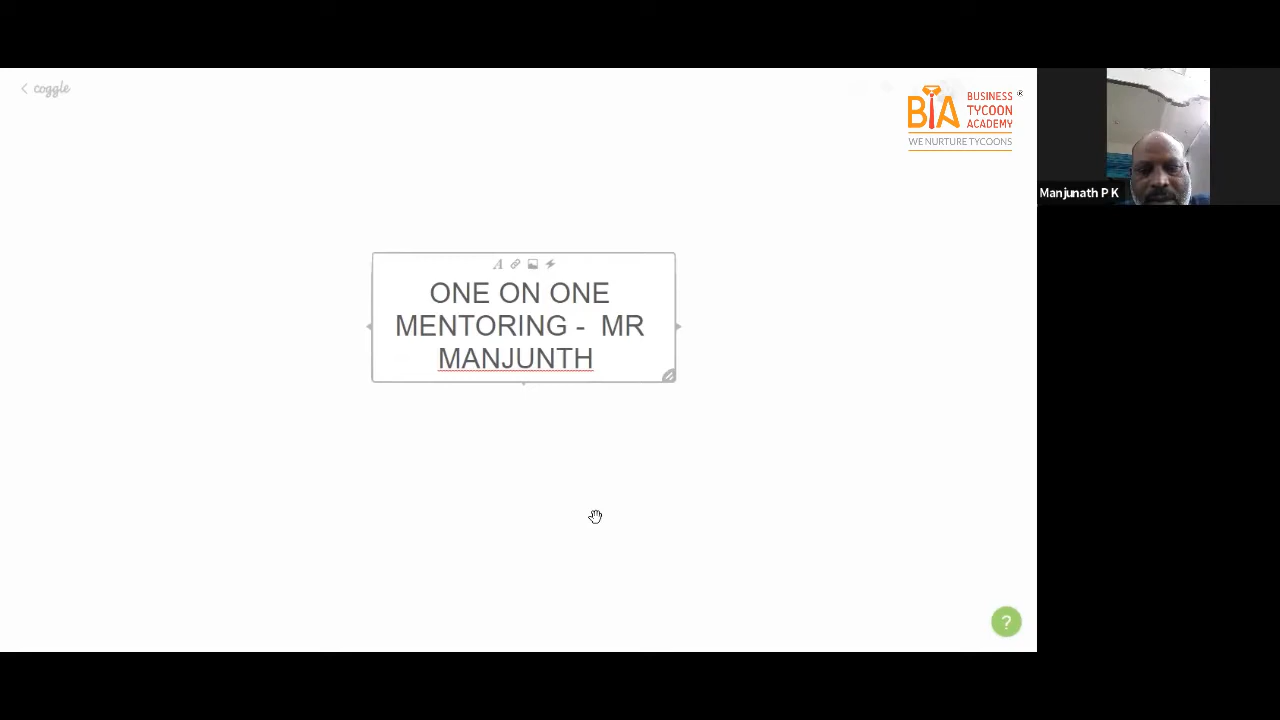 coggle
BIA
BUSINESS
TYCOON
ACADEMY
®
WE NURTURE TYCOONS
Manjunath P K
ONE ON ONE
MENTORING - MR
MANJUNTH
?